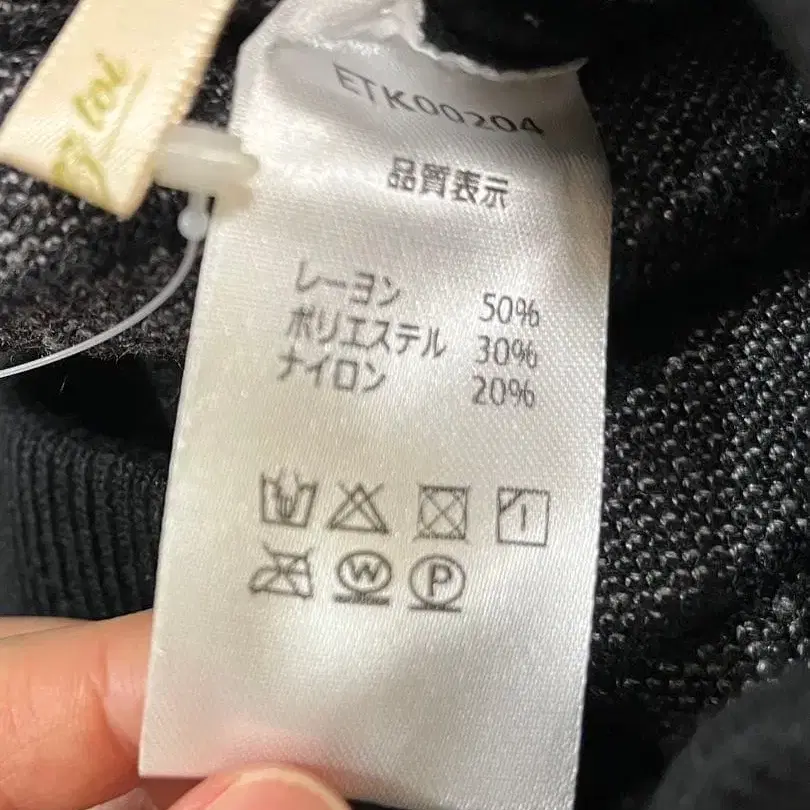 ETK00204
品質表示
レーヨン 50%
ポリエステル 30%
ナイロン 20%
W P